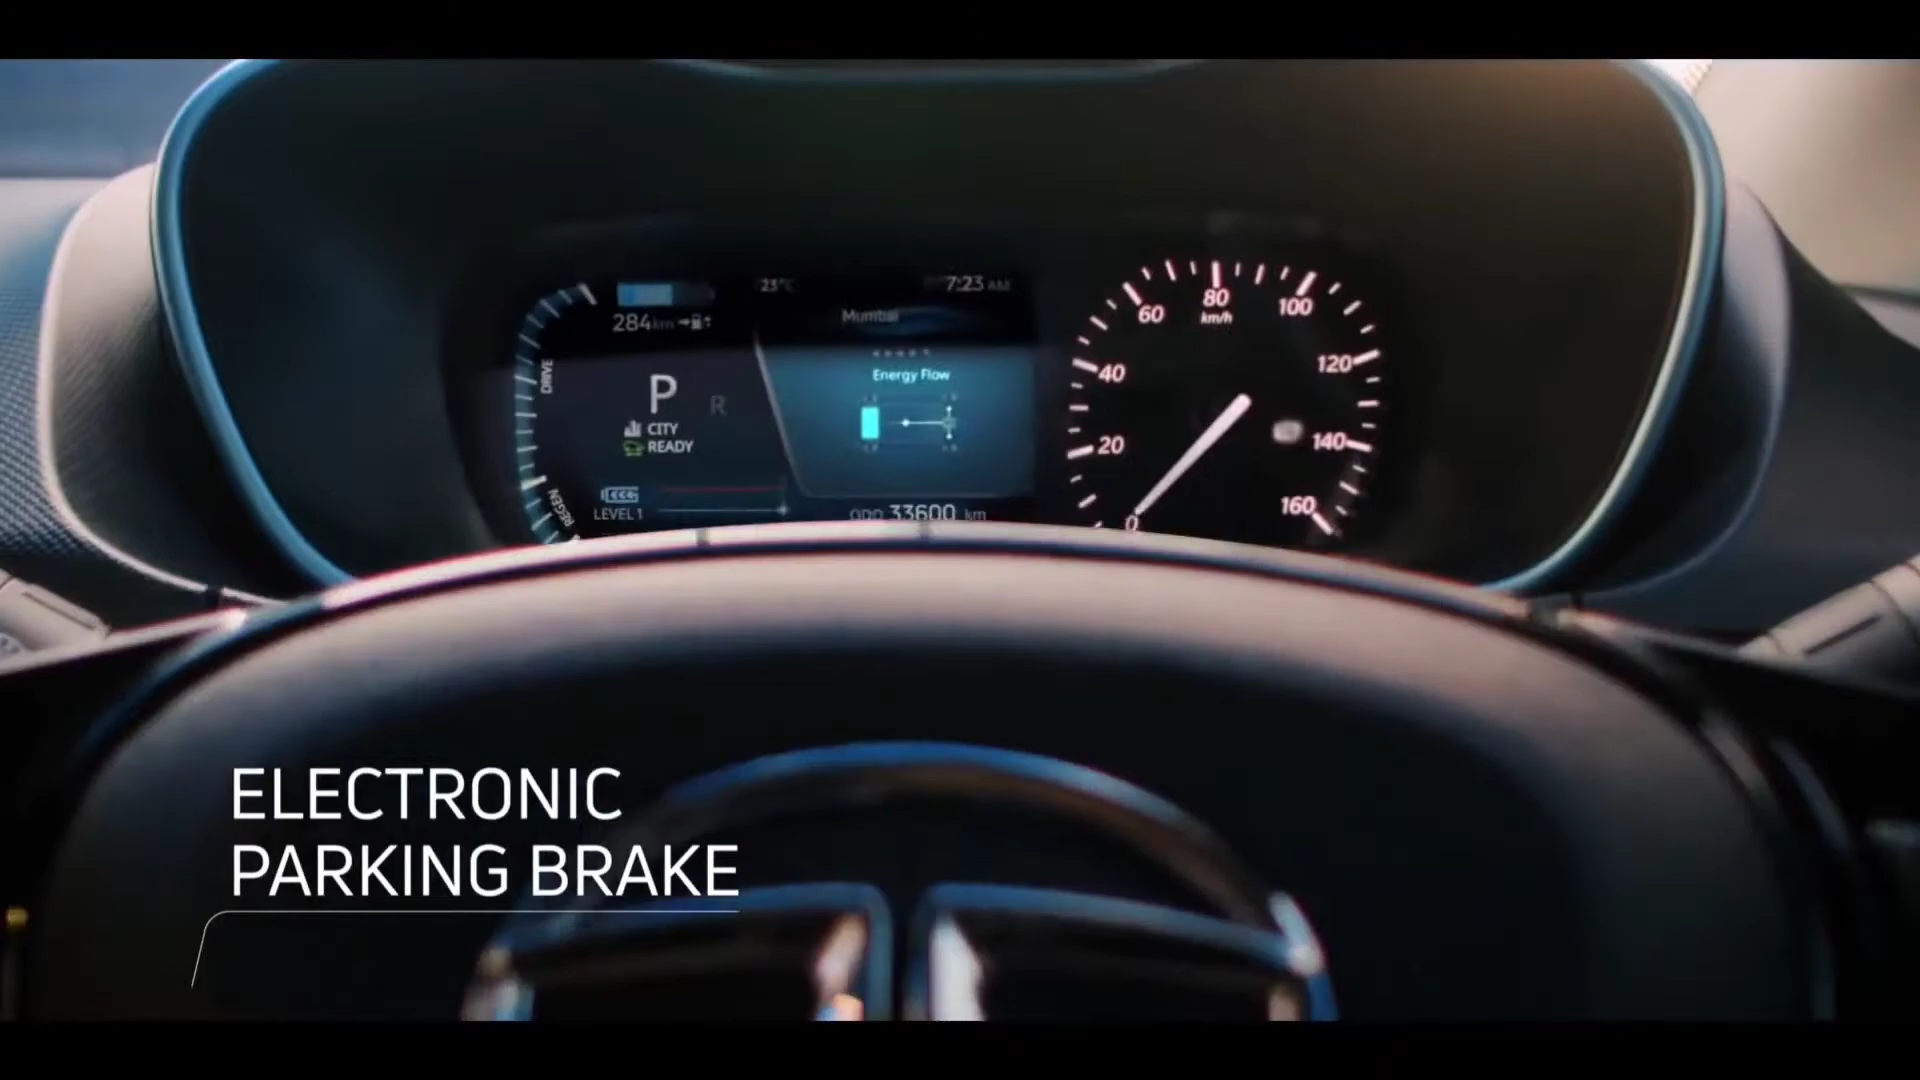 23°C
7:23 AM
284 km
Mumbai
DRIVE
P R
Energy Flow
CITY
READY
REGEN
LEVEL 1
ODO 33600 km
0
20
40
60
80
km/h
100
120
140
160
ELECTRONIC
PARKING BRAKE